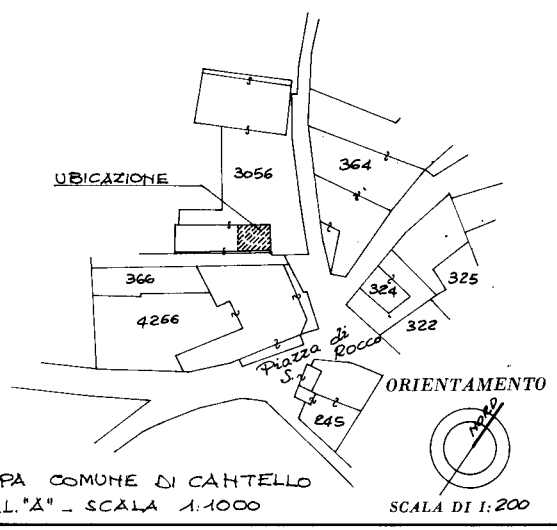 3056
364
UBICAZIONE
366
4266
324
325
322
Piazza di
S. ROCCO
245
ORIENTAMENTO
NORD
PA COMUNE DI CANTELLO
L. "A" - SCALA 1:1000
SCALA DI 1: 200